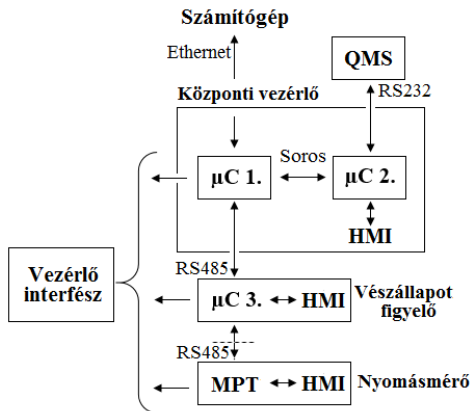 Számítógép
Ethernet
QMS
RS232
Központi vezérlő
μC 1.
Soros
μC 2.
HMI
Vezérlő
interfész
RS485
μC 3.
HMI
Vészállapot
figyelő
RS485
MPT
HMI
Nyomásmérő